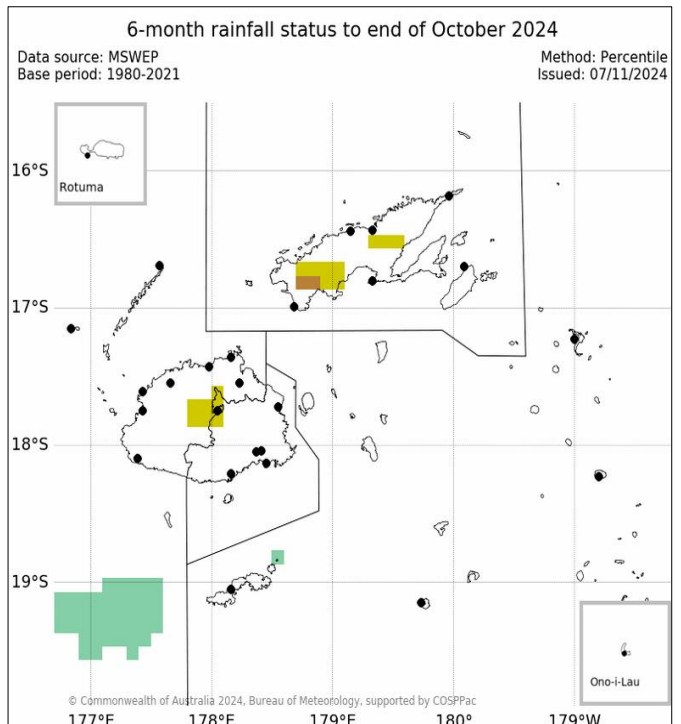 6-month rainfall status to end of October 2024
Data source: MSWEP
Method: Percentile
Base period: 1980-2021
Issued: 07/11/2024
16°S
Rotuma
17°S
18°S
19°S
Ono-i-Lau
© Commonwealth of Australia 2024, Bureau of Meteorology, supported by COSPPac
177°E
178°E
179°E
180°
179°W